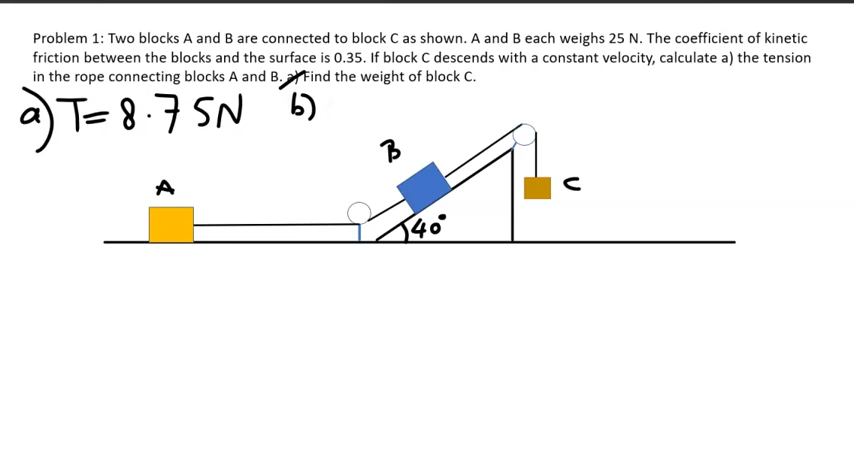 Problem 1: Two blocks A and B are connected to block C as shown. A and B each weighs 25 N. The coefficient of kinetic
friction between the blocks and the surface is 0.35. If block C descends with a constant velocity, calculate a) the tension
in the rope connecting blocks A and B. a) Find the weight of block C.
a) T= 8.75N b)
B
A
C
40°